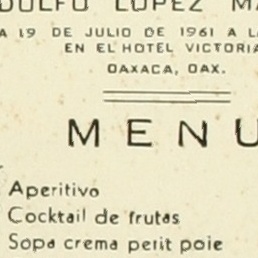 DOLFO LOPEZ MA
A 19 DE JULIO DE 1961 A L
EN EL HOTEL VICTORIA
OAXACA, OAX.
MENU
Aperitivo
Cocktail de frutas
Sopa crema petit poie